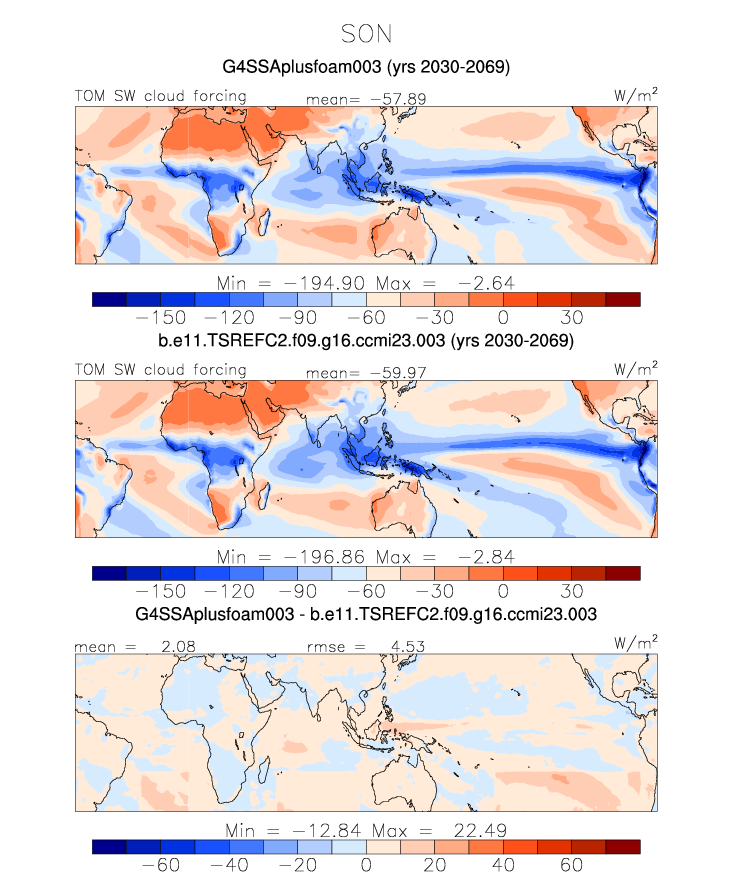 SON
G4SSAplusfoam003 (yrs 2030-2069)
TOM SW cloud forcing mean= −57.89 W/m²
Min = −194.90 Max = −2.64
−150 −120 −90 −60 −30 0 30
b.e11.TSREFC2.f09.g16.ccmi23.003 (yrs 2030-2069)
TOM SW cloud forcing mean= −59.97 W/m²
Min = −196.86 Max = −2.84
−150 −120 −90 −60 −30 0 30
G4SSAplusfoam003 - b.e11.TSREFC2.f09.g16.ccmi23.003
mean = 2.08 rmse = 4.53 W/m²
Min = −12.84 Max = 22.49
−60 −40 −20 0 20 40 60